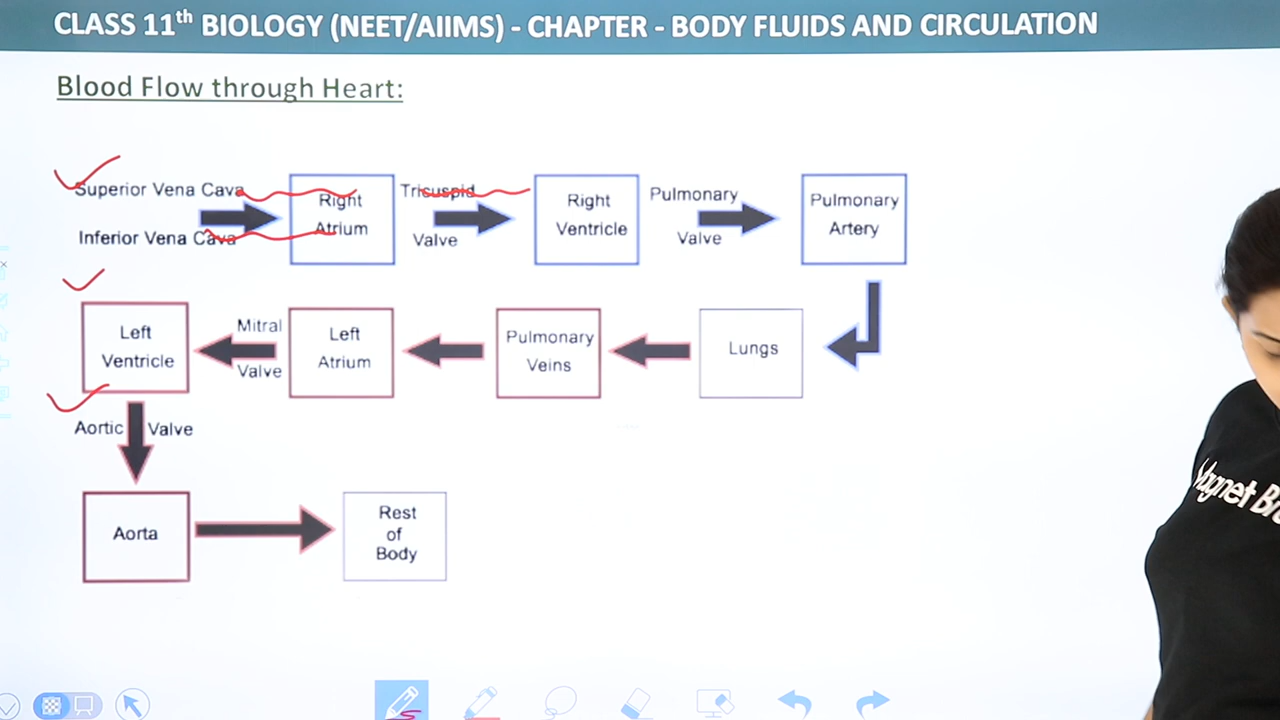 CLASS 11th BIOLOGY (NEET/AIIMS) - CHAPTER - BODY FLUIDS AND CIRCULATION
Blood Flow through Heart:
Superior Vena Cava
Inferior Vena Cava
Right
Atrium
Tricuspid
Valve
Right
Ventricle
Pulmonary
Valve
Pulmonary
Artery
Lungs
Pulmonary
Veins
Left
Atrium
Mitral
Valve
Left
Ventricle
Aortic Valve
Aorta
Rest
of
Body
Magnet